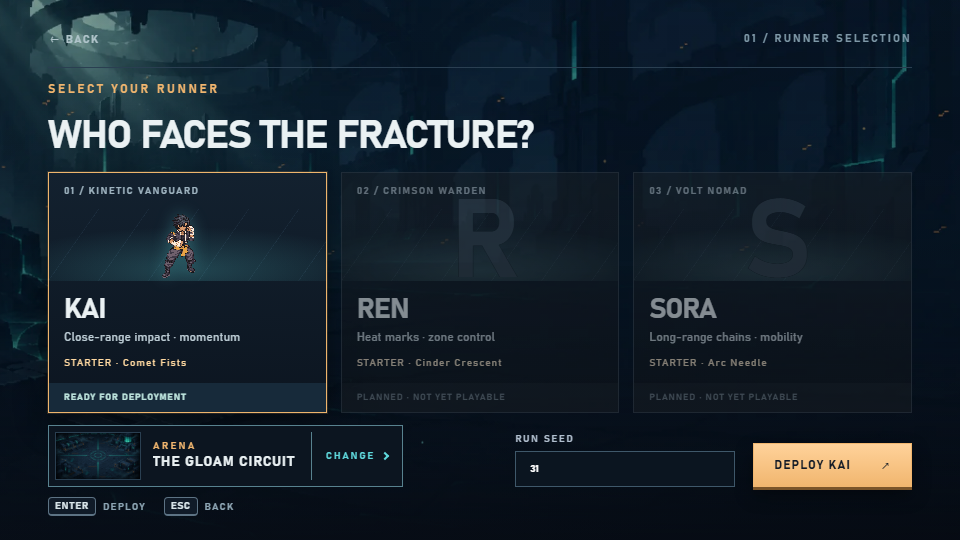 ← BACK
01 / RUNNER SELECTION
SELECT YOUR RUNNER
WHO FACES THE FRACTURE?
01 / KINETIC VANGUARD
KAI
Close-range impact · momentum
STARTER · Comet Fists
READY FOR DEPLOYMENT
02 / CRIMSON WARDEN
R
REN
Heat marks · zone control
STARTER · Cinder Crescent
PLANNED · NOT YET PLAYABLE
03 / VOLT NOMAD
S
SORA
Long-range chains · mobility
STARTER · Arc Needle
PLANNED · NOT YET PLAYABLE
ARENA
THE GLOAM CIRCUIT
CHANGE >
RUN SEED
31
DEPLOY KAI ↗
ENTER DEPLOY ESC BACK